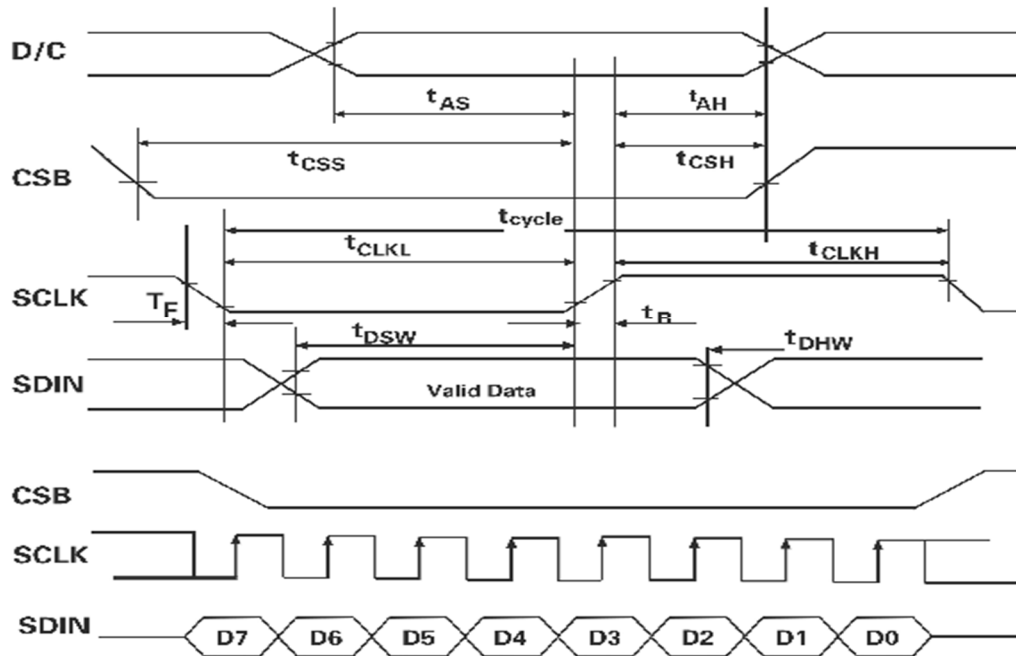 D/C
tAS
tAH
CSB
tCSS
tCSH
tcycle
tCLKL
tCLKH
SCLK
TF
tR
tDSW
tDHW
SDIN
Valid Data
CSB
SCLK
SDIN
D7 D6 D5 D4 D3 D2 D1 D0